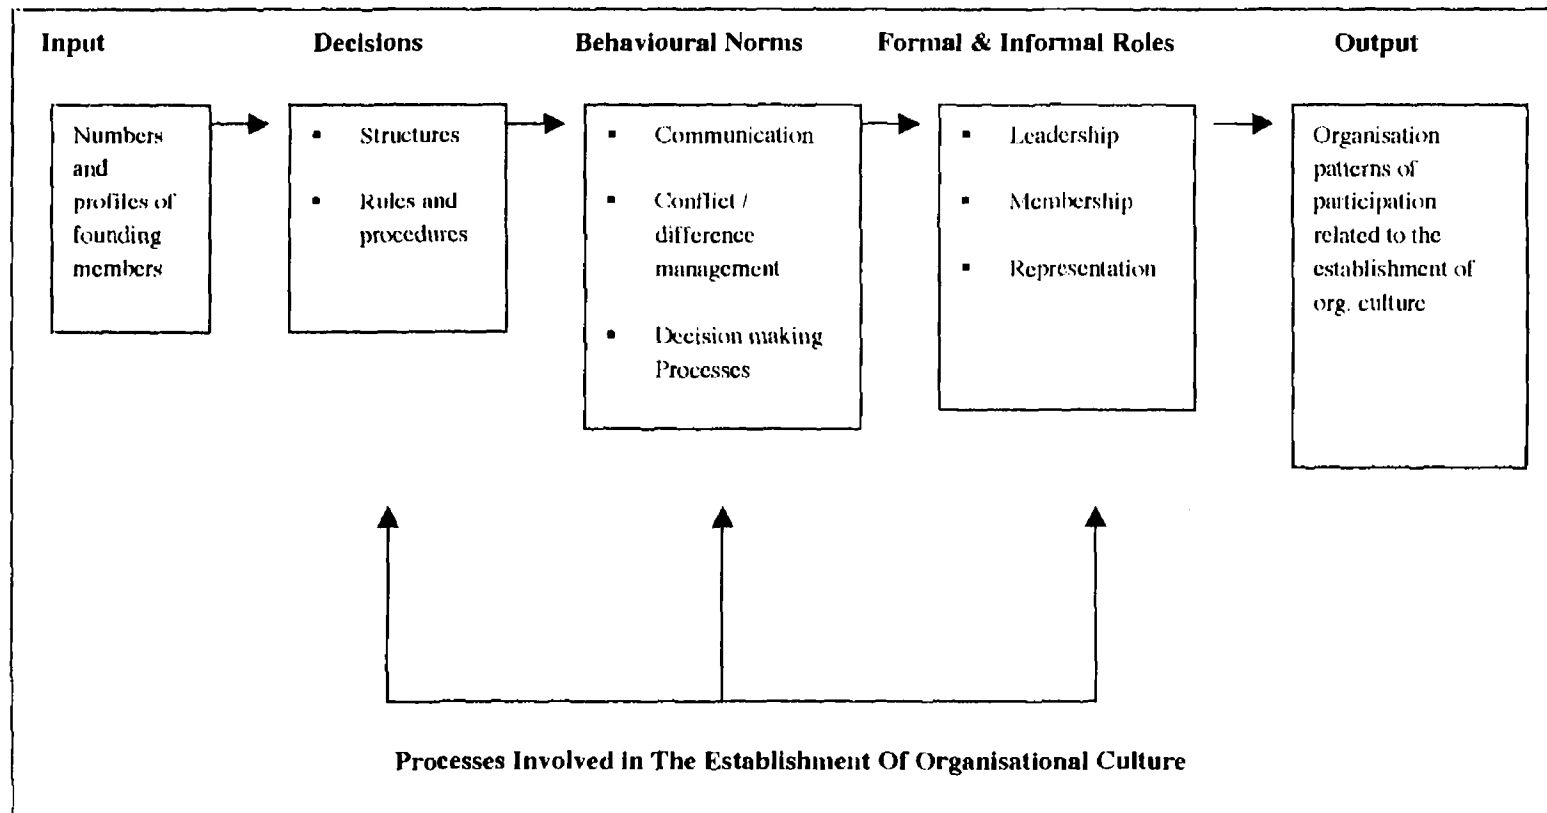 Input
Decisions
Behavioural Norms
Formal & Informal Roles
Output
Numbers
and
profiles of
founding
members
▪ Structures
• Rules and
procedures
▪ Communication
▪ Conflict /
difference
management
• Decision making
Processes
▪ Leadership
▪ Membership
▪ Representation
Organisation
patterns of
participation
related to the
establishment of
org. culture
Processes Involved in The Establishment Of Organisational Culture